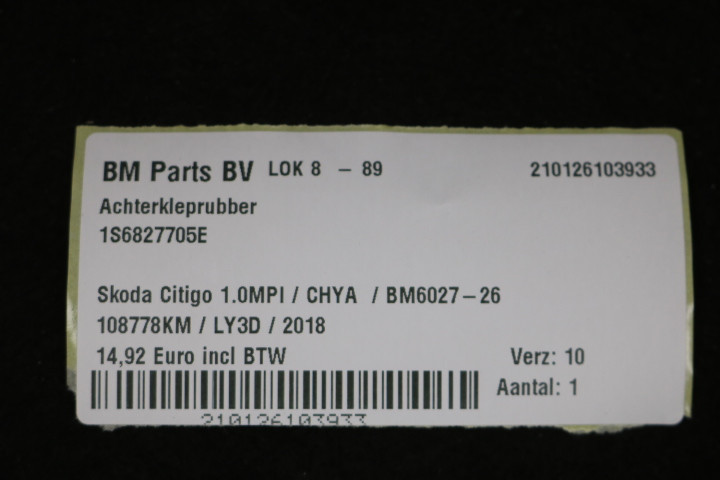 BM Parts BV LOK 8 - 89 210126103933
Achterkleprubber
1S6827705E
Skoda Citigo 1.0MPI / CHYA / BM6027-26
108778KM / LY3D / 2018
14,92 Euro incl BTW Verz: 10
Aantal: 1
210126103933